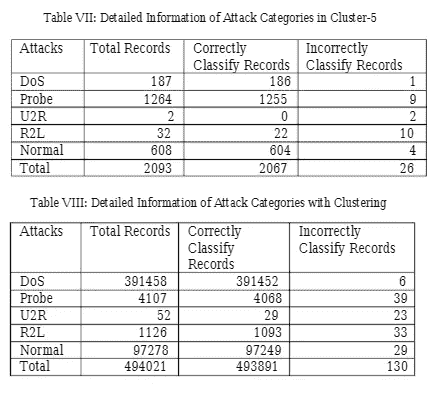 Table VII: Detailed Information of Attack Categories in Cluster-5
Attacks Total Records Correctly Incorrectly
Classify Records Classify Records
DoS 187 186 1
Probe 1264 1255 9
U2R 2 0 2
R2L 32 22 10
Normal 608 604 4
Total 2093 2067 26
Table VIII: Detailed Information of Attack Categories with Clustering
Attacks Total Records Correctly Incorrectly
Classify Classify Records
Records
DoS 391458 391452 6
Probe 4107 4068 39
U2R 52 29 23
R2L 1126 1093 33
Normal 97278 97249 29
Total 494021 493891 130